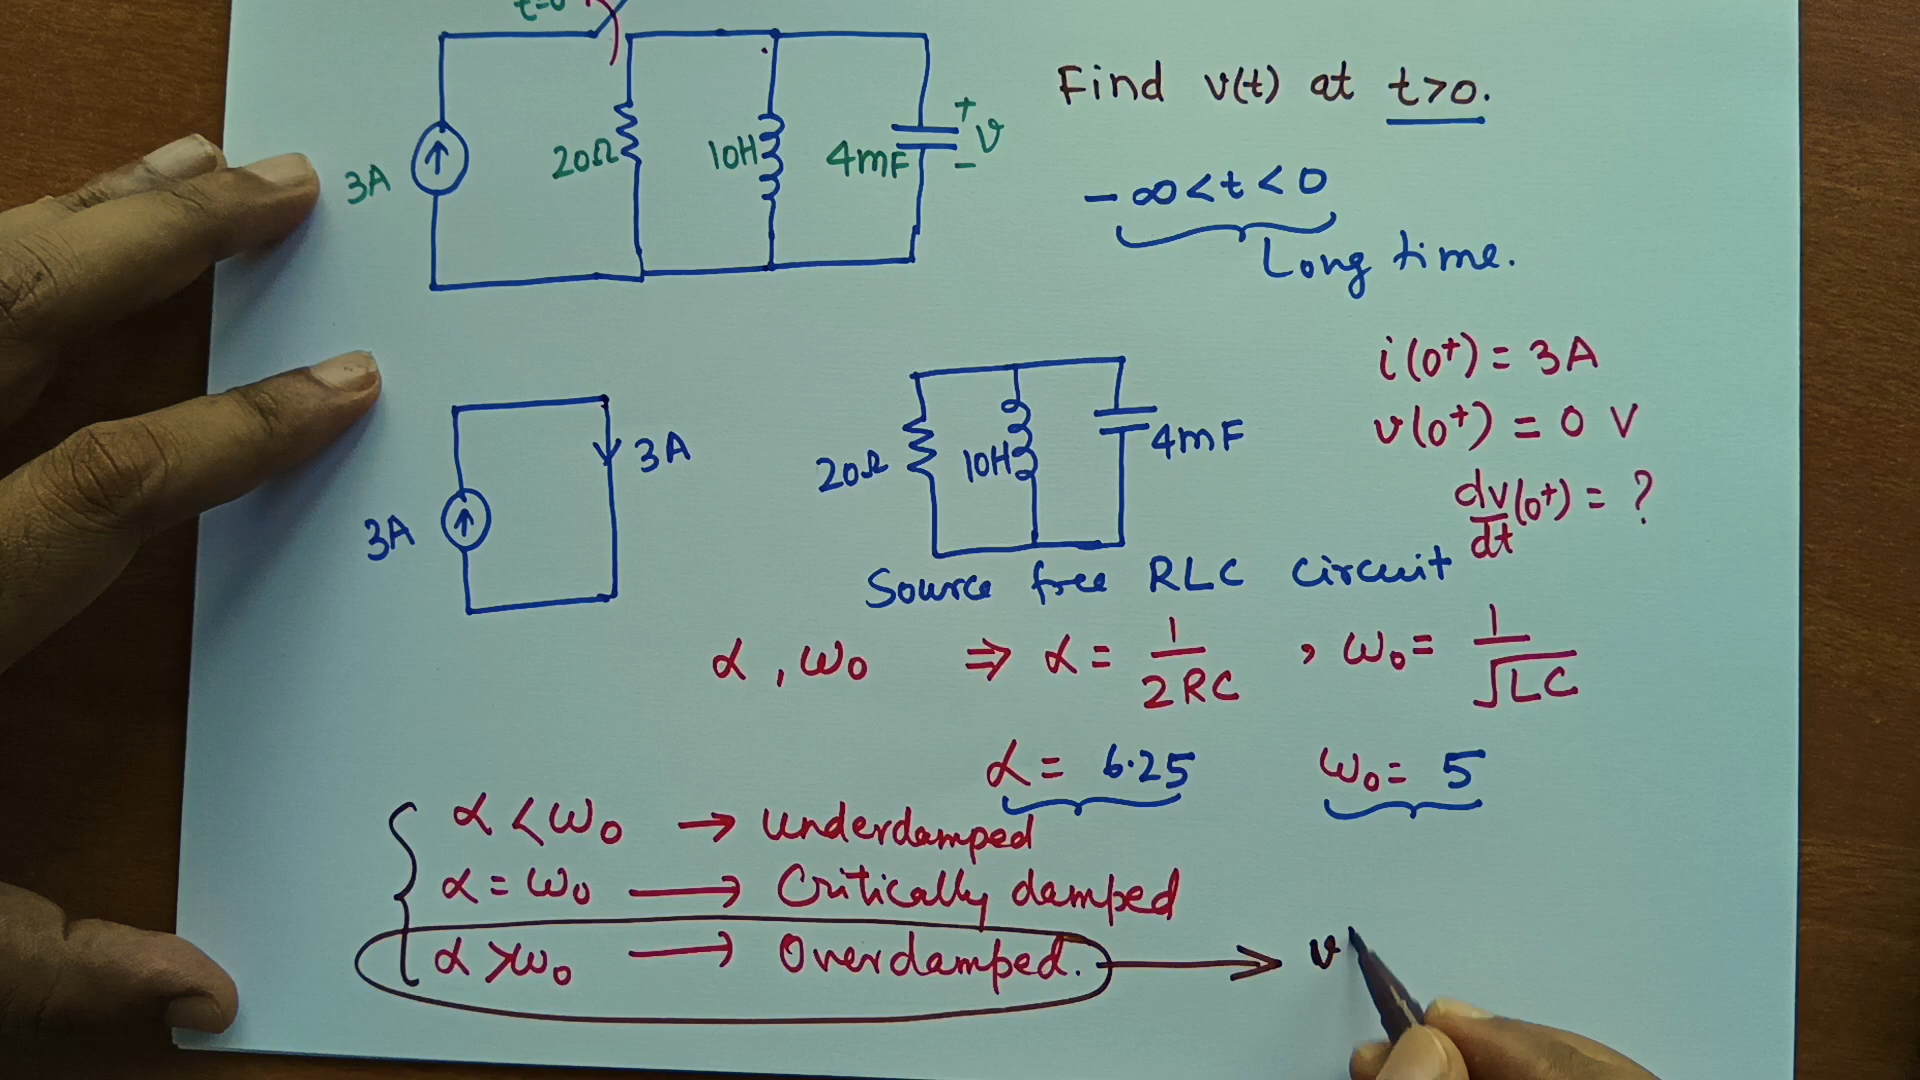 t=0
3A
20Ω
10H
4mF
+
v
-
Find v(t) at t>0.
-∞<t<0
Long time.
3A
3A
20Ω
10H
4mF
i(0⁺) = 3A
v(0⁺) = 0 V
dv/dt(0⁺) = ?
Source free RLC circuit
α, ω₀ ⇒ α = 1/2RC , ω₀ = 1/√LC
α = 6.25 ω₀ = 5
α < ω₀ → Underdamped
α = ω₀ → Critically damped
α > ω₀ → Overdamped. → v